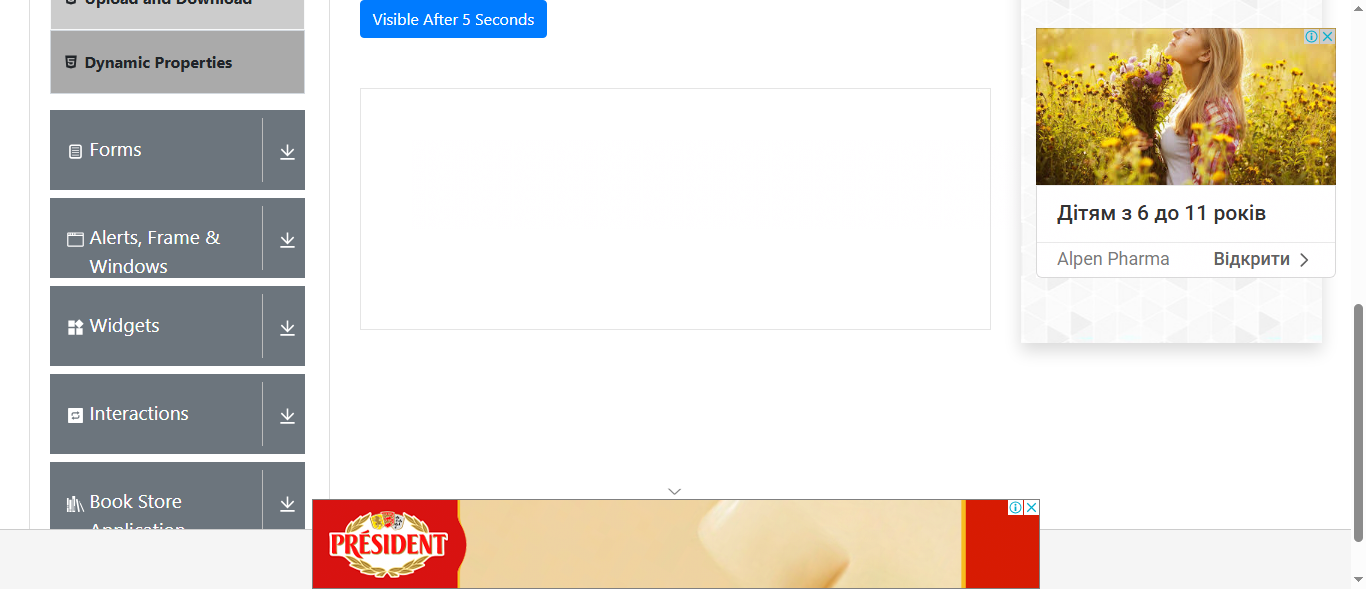 Upload and Download
Dynamic Properties
Forms
Alerts, Frame &
Windows
Widgets
Interactions
Book Store
Application
Visible After 5 Seconds
Дітям з 6 до 11 років
Alpen Pharma
Відкрити
PRÉSIDENT